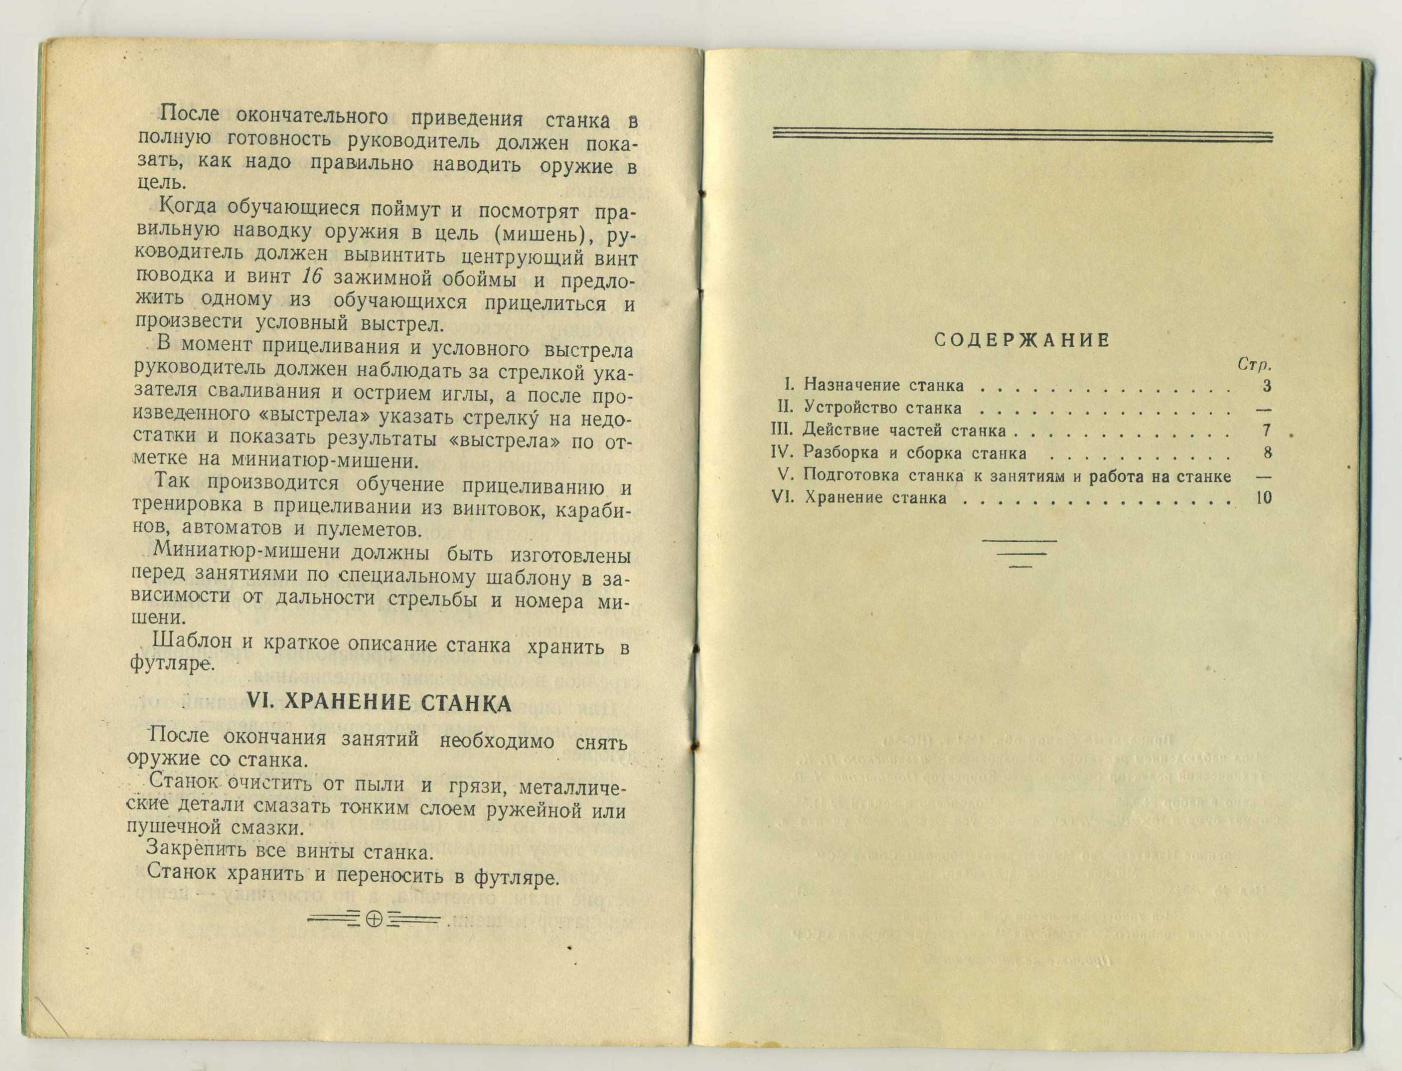 После окончательного приведения станка в
полную готовность руководитель должен пока-
зать, как надо правильно наводить оружие в
цель.
Когда обучающиеся поймут и посмотрят пра-
вильную наводку оружия в цель (мишень), ру-
ководитель должен вывинтить центрующий винт
поводка и винт 16 зажимной обоймы и предло-
жить одному из обучающихся прицелиться и
произвести условный выстрел.
В момент прицеливания и условного выстрела
руководитель должен наблюдать за стрелкой ука-
зателя сваливания и острием иглы, а после про-
изведенного «выстрела» указать стрелку́ на недо-
статки и показать результаты «выстрела» по от-
метке на миниатюр-мишени.
Так производится обучение прицеливанию и
тренировка в прицеливании из винтовок, караби-
нов, автоматов и пулеметов.
Миниатюр-мишени должны быть изготовлены
перед занятиями по специальному шаблону в за-
висимости от дальности стрельбы и номера ми-
шени.
Шаблон и краткое описание станка хранить в
футляре.
VI. ХРАНЕНИЕ СТАНКА
После окончания занятий необходимо снять
оружие со станка.
Станок очистить от пыли и грязи, металличе-
ские детали смазать тонким слоем ружейной или
пушечной смазки.
Закрепить все винты станка.
Станок хранить и переносить в футляре.
СОДЕРЖАНИЕ
Стр.
I. Назначение станка . . . . . . . . . . . . . . . 3
II. Устройство станка . . . . . . . . . . . . . . . —
III. Действие частей станка . . . . . . . . . . . . . 7
IV. Разборка и сборка станка . . . . . . . . . . . 8
V. Подготовка станка к занятиям и работа на станке —
VI. Хранение станка . . . . . . . . . . . . . . . . 10